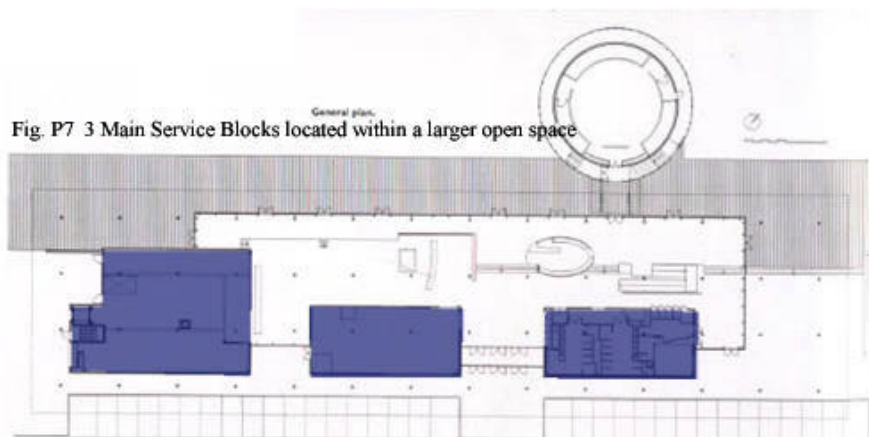 General plan.
Fig. P7 3 Main Service Blocks located within a larger open space